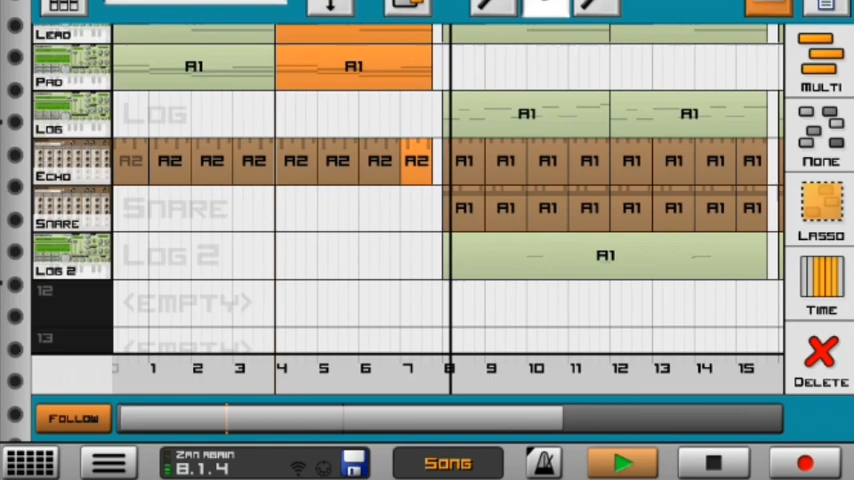 LEAD
PAD A1 A1
LOG LOG A1 A1
ECHO A2 A2 A2 A2 A2 A2 A2 A2 A1 A1 A1 A1 A1 A1 A1 A1
SNARE SNARE A1 A1 A1 A1 A1 A1 A1 A1
LOG 2 LOG 2 A1
12 <EMPTY>
13 <EMPTY>
1 2 3 4 5 6 7 8 9 10 11 12 13 14 15
MULTI
NONE
LASSO
TIME
DELETE
FOLLOW
ZAN AGAIN
8.1.4
SONG